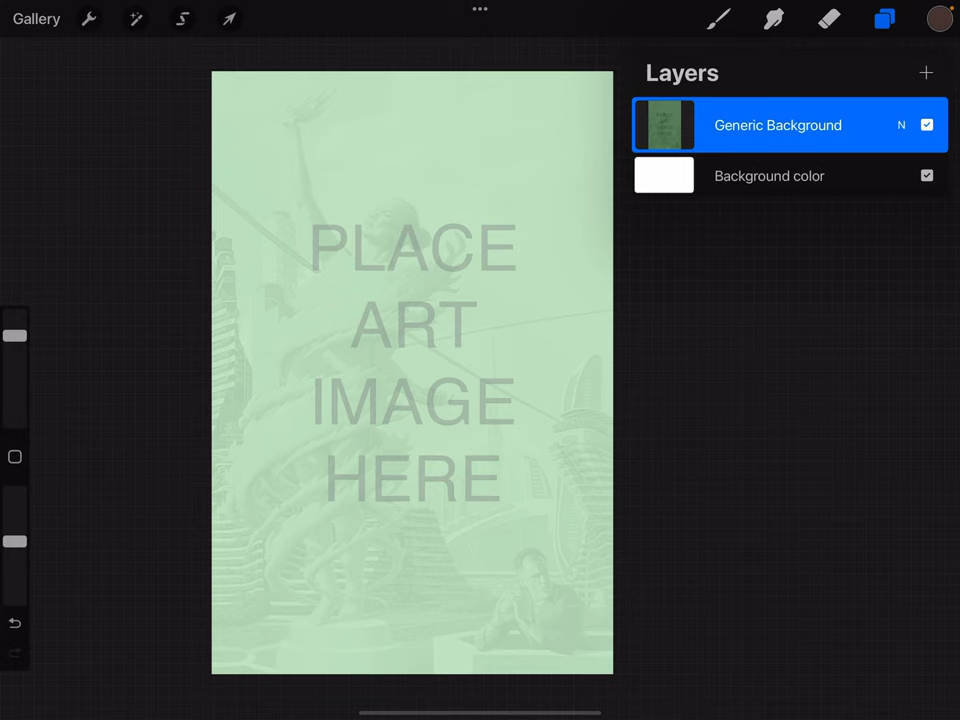 Gallery
Layers
Generic Background N
Background color
PLACE
ART
IMAGE
HERE